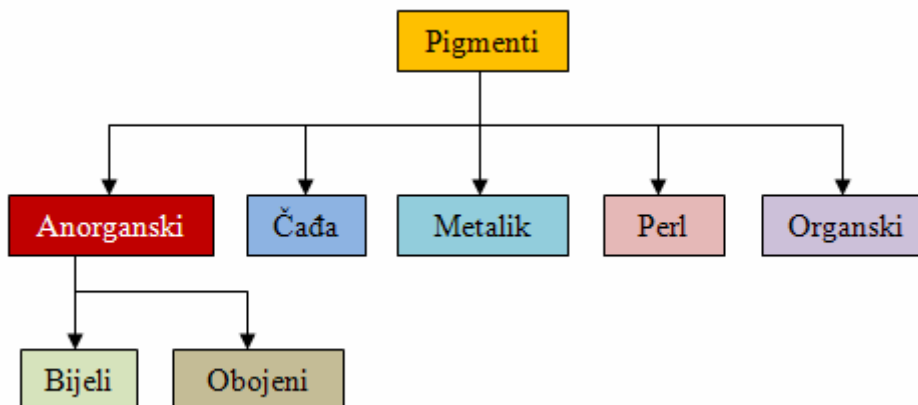 Pigmenti
Anorganski
Čađa
Metalik
Perl
Organski
Bijeli
Obojeni